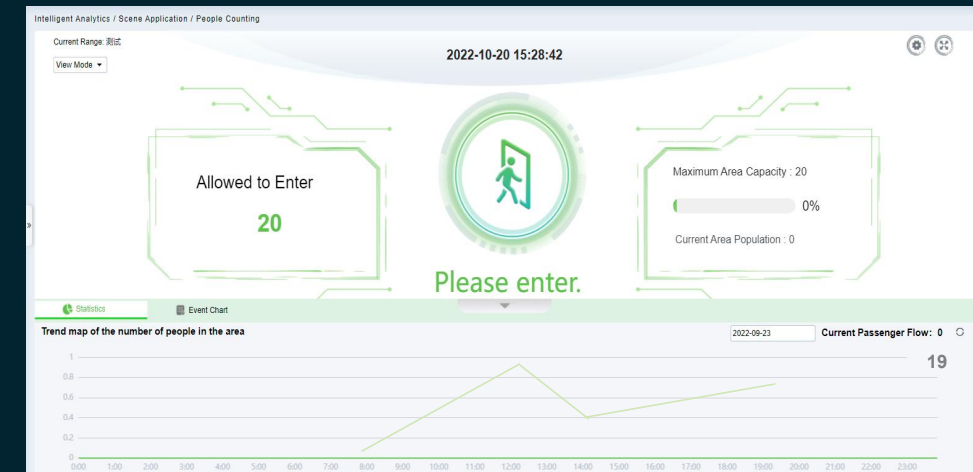 Intelligent Analytics / Scene Application / People Counting
Current Range: 测试
View Mode
2022-10-20 15:28:42
Allowed to Enter
20
Please enter.
Maximum Area Capacity : 20
0%
Current Area Population : 0
Statistics
Event Chart
Trend map of the number of people in the area
2022-09-23
Current Passenger Flow: 0
1
0.8
0.6
0.4
0.2
0
0:00 1:00 2:00 3:00 4:00 5:00 6:00 7:00 8:00 9:00 10:00 11:00 12:00 13:00 14:00 15:00 16:00 17:00 18:00 19:00 20:00 21:00 22:00 23:00
19